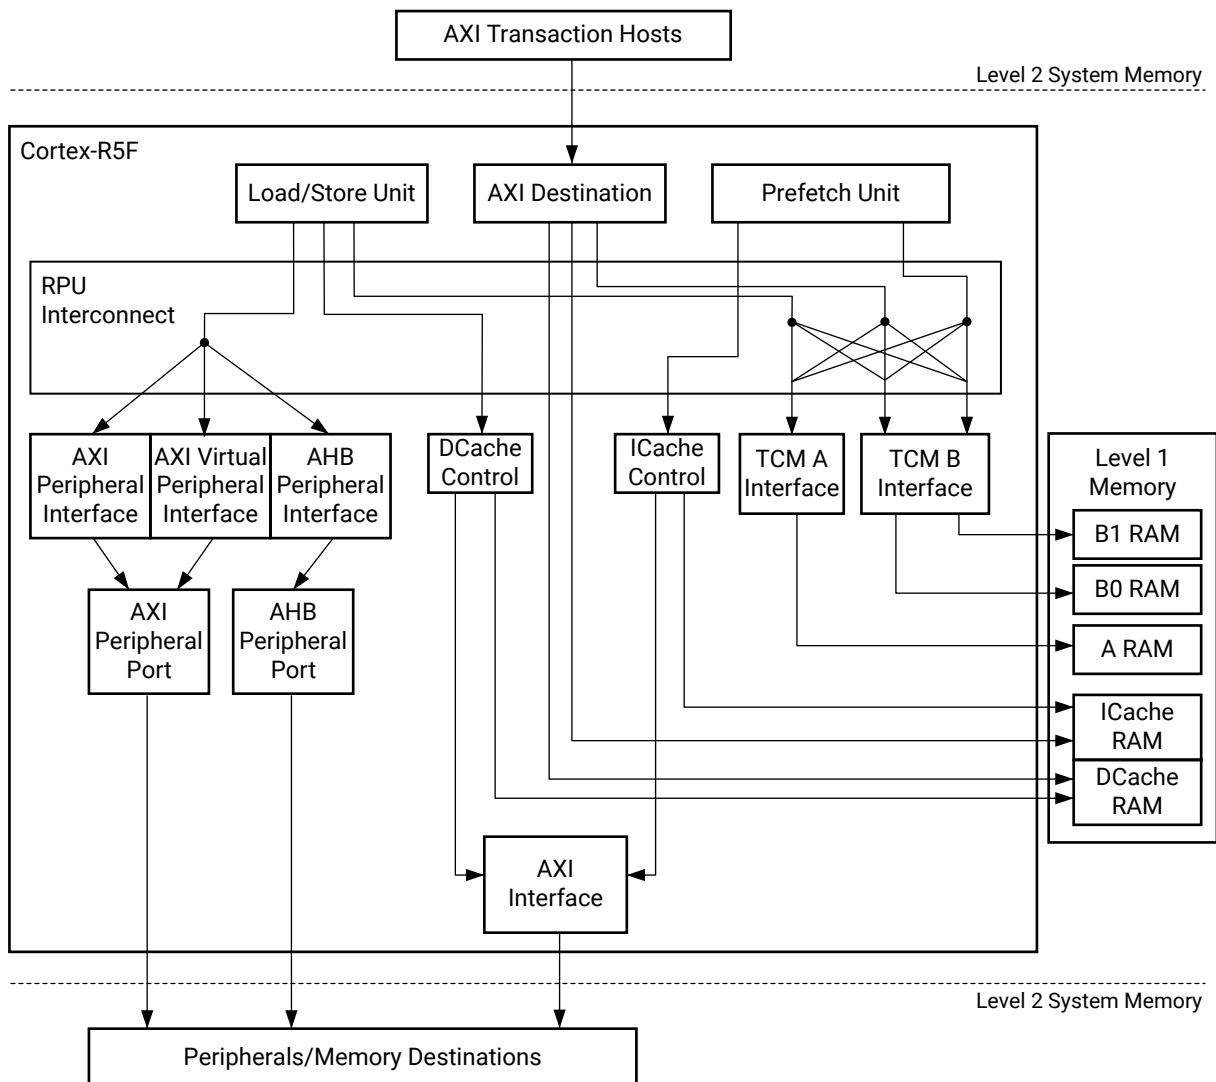 AXI Transaction Hosts
Level 2 System Memory
Cortex-R5F
Load/Store Unit
AXI Destination
Prefetch Unit
RPU
Interconnect
AXI
Peripheral
Interface
AXI Virtual
Peripheral
Interface
AHB
Peripheral
Interface
DCache
Control
ICache
Control
TCM A
Interface
TCM B
Interface
Level 1
Memory
B1 RAM
B0 RAM
A RAM
ICache
RAM
DCache
RAM
AXI
Peripheral
Port
AHB
Peripheral
Port
AXI
Interface
Level 2 System Memory
Peripherals/Memory Destinations